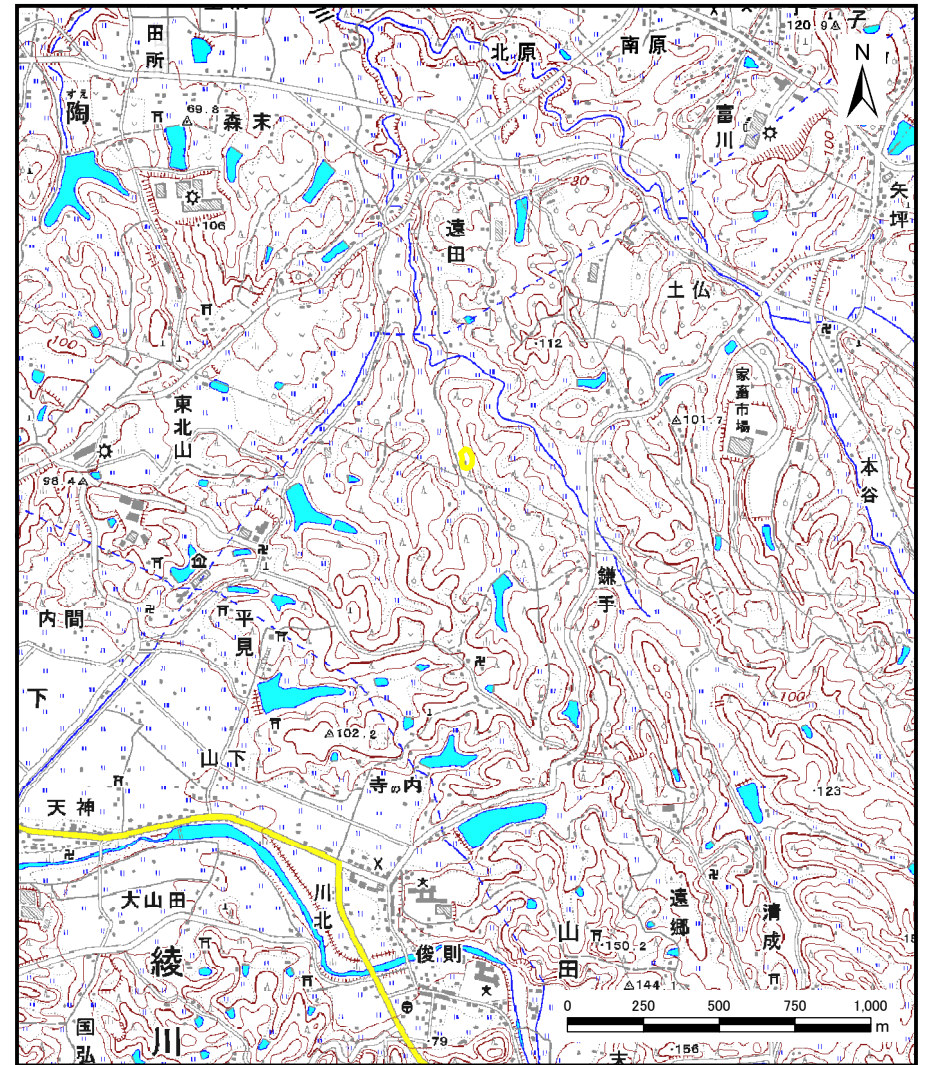 田所
北原
南原
子
120.9
N
すえ
陶
69.8
森末
富川
100
106
遠田
80
矢坪
土仏
112
100
東北山
家畜市場
101.7
98.4
本谷
鎌手
内間
平見
下
100
102.2
山下
123
寺の内
天神
大山田
川北
遠郷
清成
綾川
俊則
山田
150.2
144.1
0 250 500 750 1,000
m
国弘
79
156
末